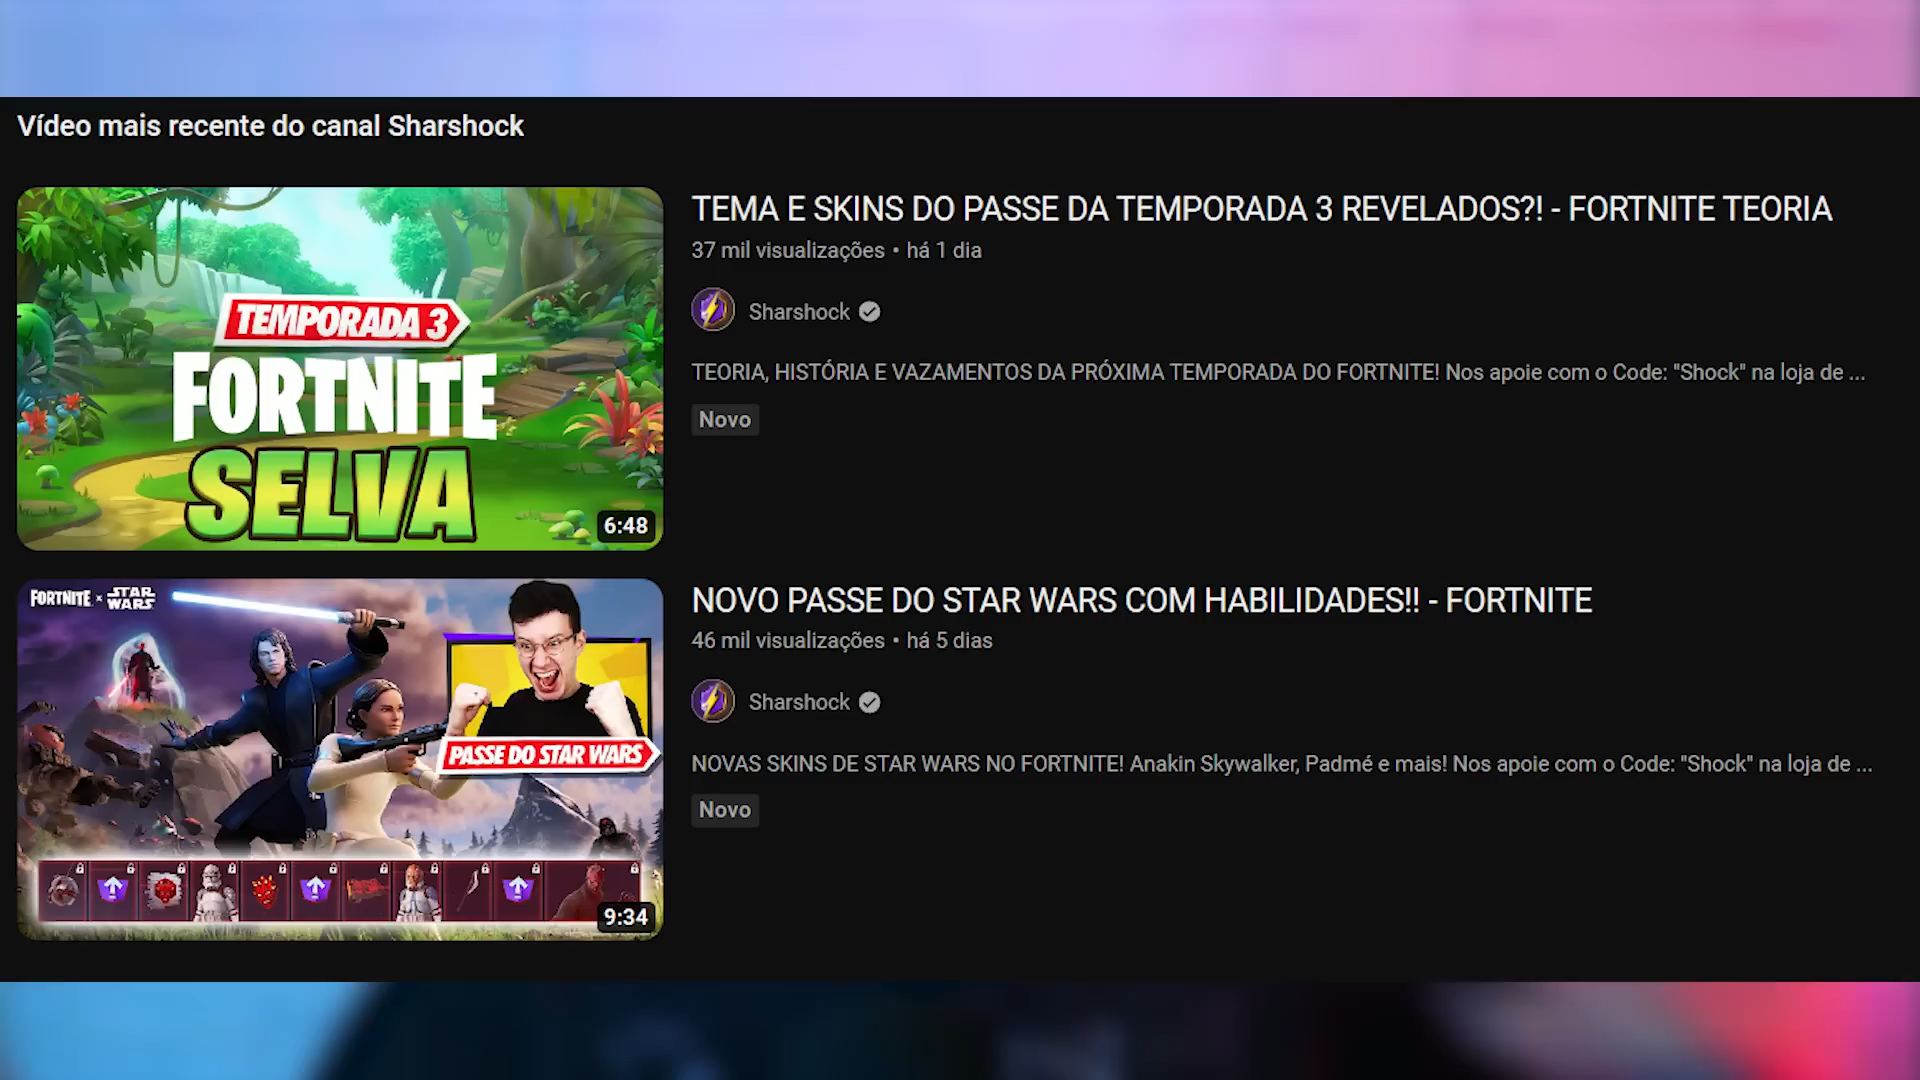 Vídeo mais recente do canal Sharshock
TEMPORADA 3
FORTNITE
SELVA
6:48
TEMA E SKINS DO PASSE DA TEMPORADA 3 REVELADOS?! - FORTNITE TEORIA
37 mil visualizações • há 1 dia
Sharshock
TEORIA, HISTÓRIA E VAZAMENTOS DA PRÓXIMA TEMPORADA DO FORTNITE! Nos apoie com o Code: "Shock" na loja de ...
Novo
FORTNITE x STAR WARS
PASSE DO STAR WARS
9:34
NOVO PASSE DO STAR WARS COM HABILIDADES!! - FORTNITE
46 mil visualizações • há 5 dias
Sharshock
NOVAS SKINS DE STAR WARS NO FORTNITE! Anakin Skywalker, Padmé e mais! Nos apoie com o Code: "Shock" na loja de ...
Novo